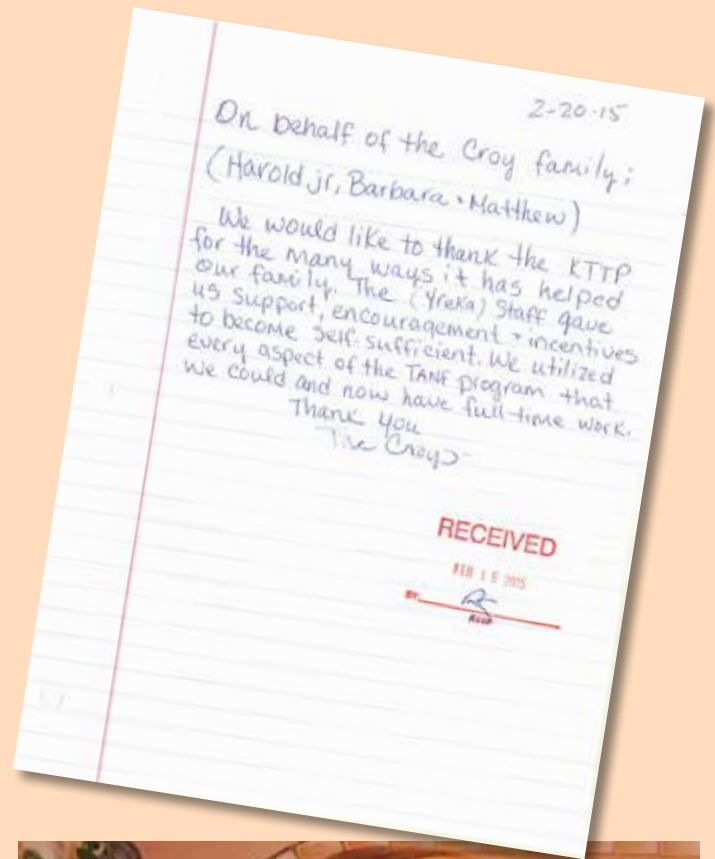 2-20-15
On behalf of the Croy family:
(Harold jr, Barbara + Matthew)
We would like to thank the KTTP
for the many ways it has helped
our family. The (Yreka) Staff gave
us support, encouragement + incentives
to become self-sufficient. We utilized
every aspect of the TANF program that
we could and now have full-time work.
Thank you
The Croys
RECEIVED
FEB 2015
BY: